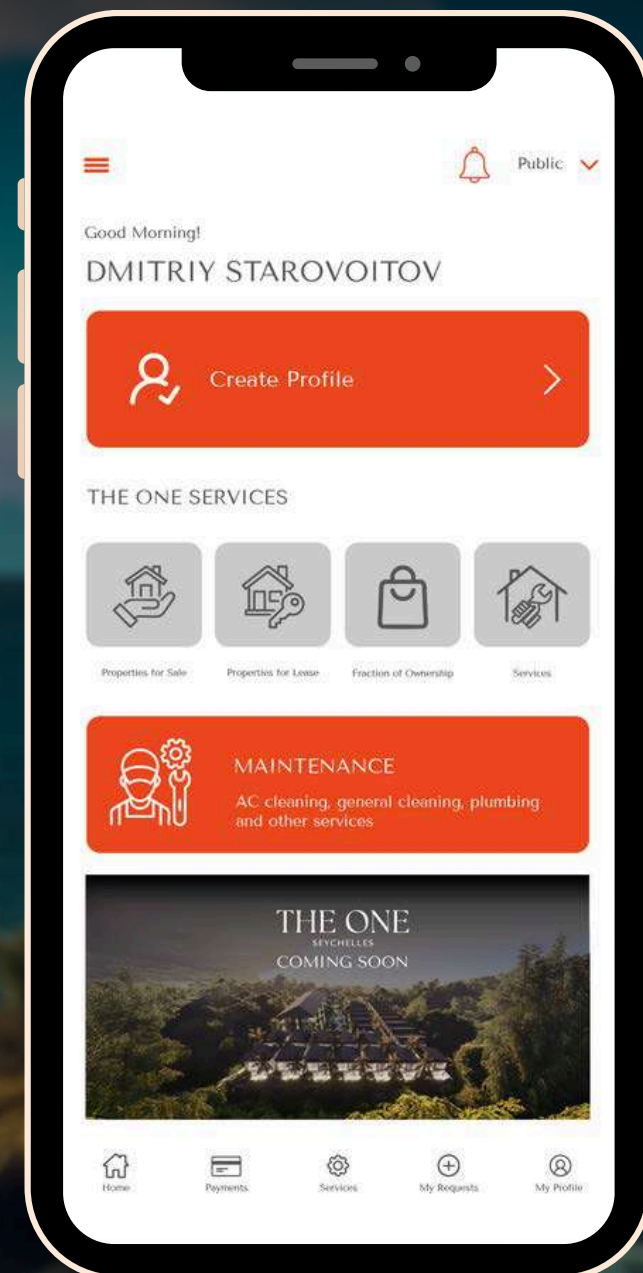 Public
Good Morning!
DMITRIY STAROVOITOV
Create Profile
THE ONE SERVICES
Properties for Sale
Properties for Lease
Fraction of Ownership
Services
MAINTENANCE
AC cleaning, general cleaning, plumbing
and other services
THE ONE
SEYCHELLES
COMING SOON
Home
Payments
Services
My Requests
My Profile